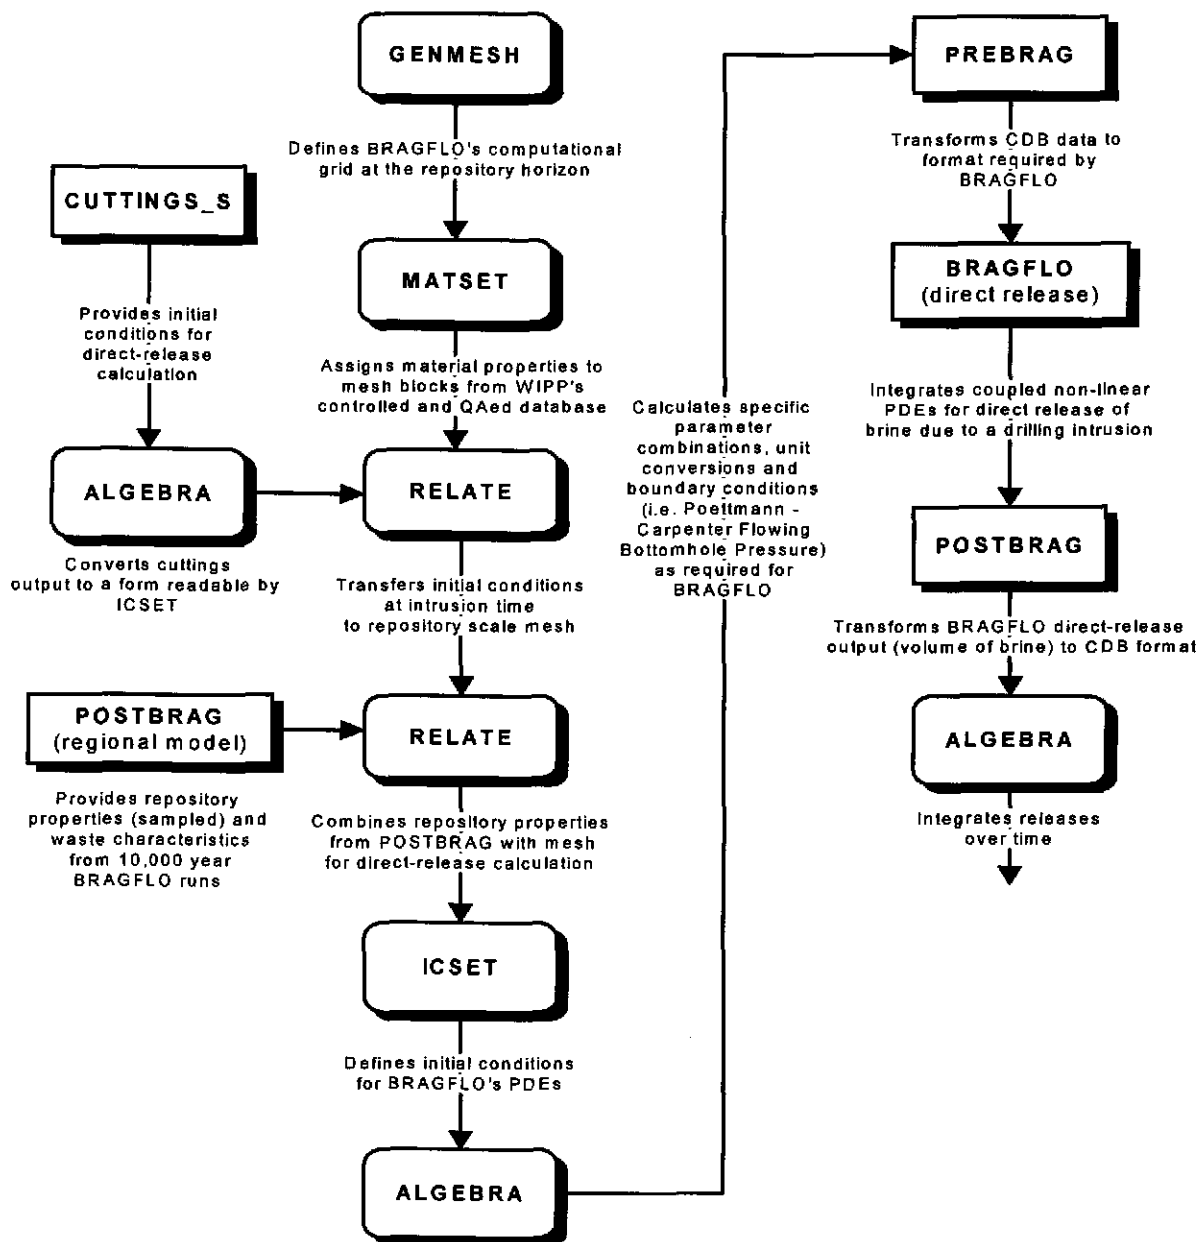 GENMESH
Defines BRAGFLO's computational
grid at the repository horizon
CUTTINGS_S
Provides initial
conditions for
direct-release
calculation
MATSET
Assigns material properties to
mesh blocks from WIPP's
controlled and QAed database
ALGEBRA
Converts cuttings
output to a form readable by
ICSET
RELATE
Transfers initial conditions
at intrusion time
to repository scale mesh
POSTBRAG
(regional model)
Provides repository
properties (sampled) and
waste characteristics
from 10,000 year
BRAGFLO runs
RELATE
Combines repository properties
from POSTBRAG with mesh
for direct-release calculation
ICSET
Defines initial conditions
for BRAGFLO's PDEs
ALGEBRA
Calculates specific
parameter
combinations, unit
conversions and
boundary conditions
(i.e. Poettmann -
Carpenter Flowing
Bottomhole Pressure)
as required for
BRAGFLO
PREBRAG
Transforms CDB data to
format required by
BRAGFLO
BRAGFLO
(direct release)
Integrates coupled non-linear
PDEs for direct release of
brine due to a drilling intrusion
POSTBRAG
Transforms BRAGFLO direct-release
output (volume of brine) to CDB format
ALGEBRA
Integrates releases
over time